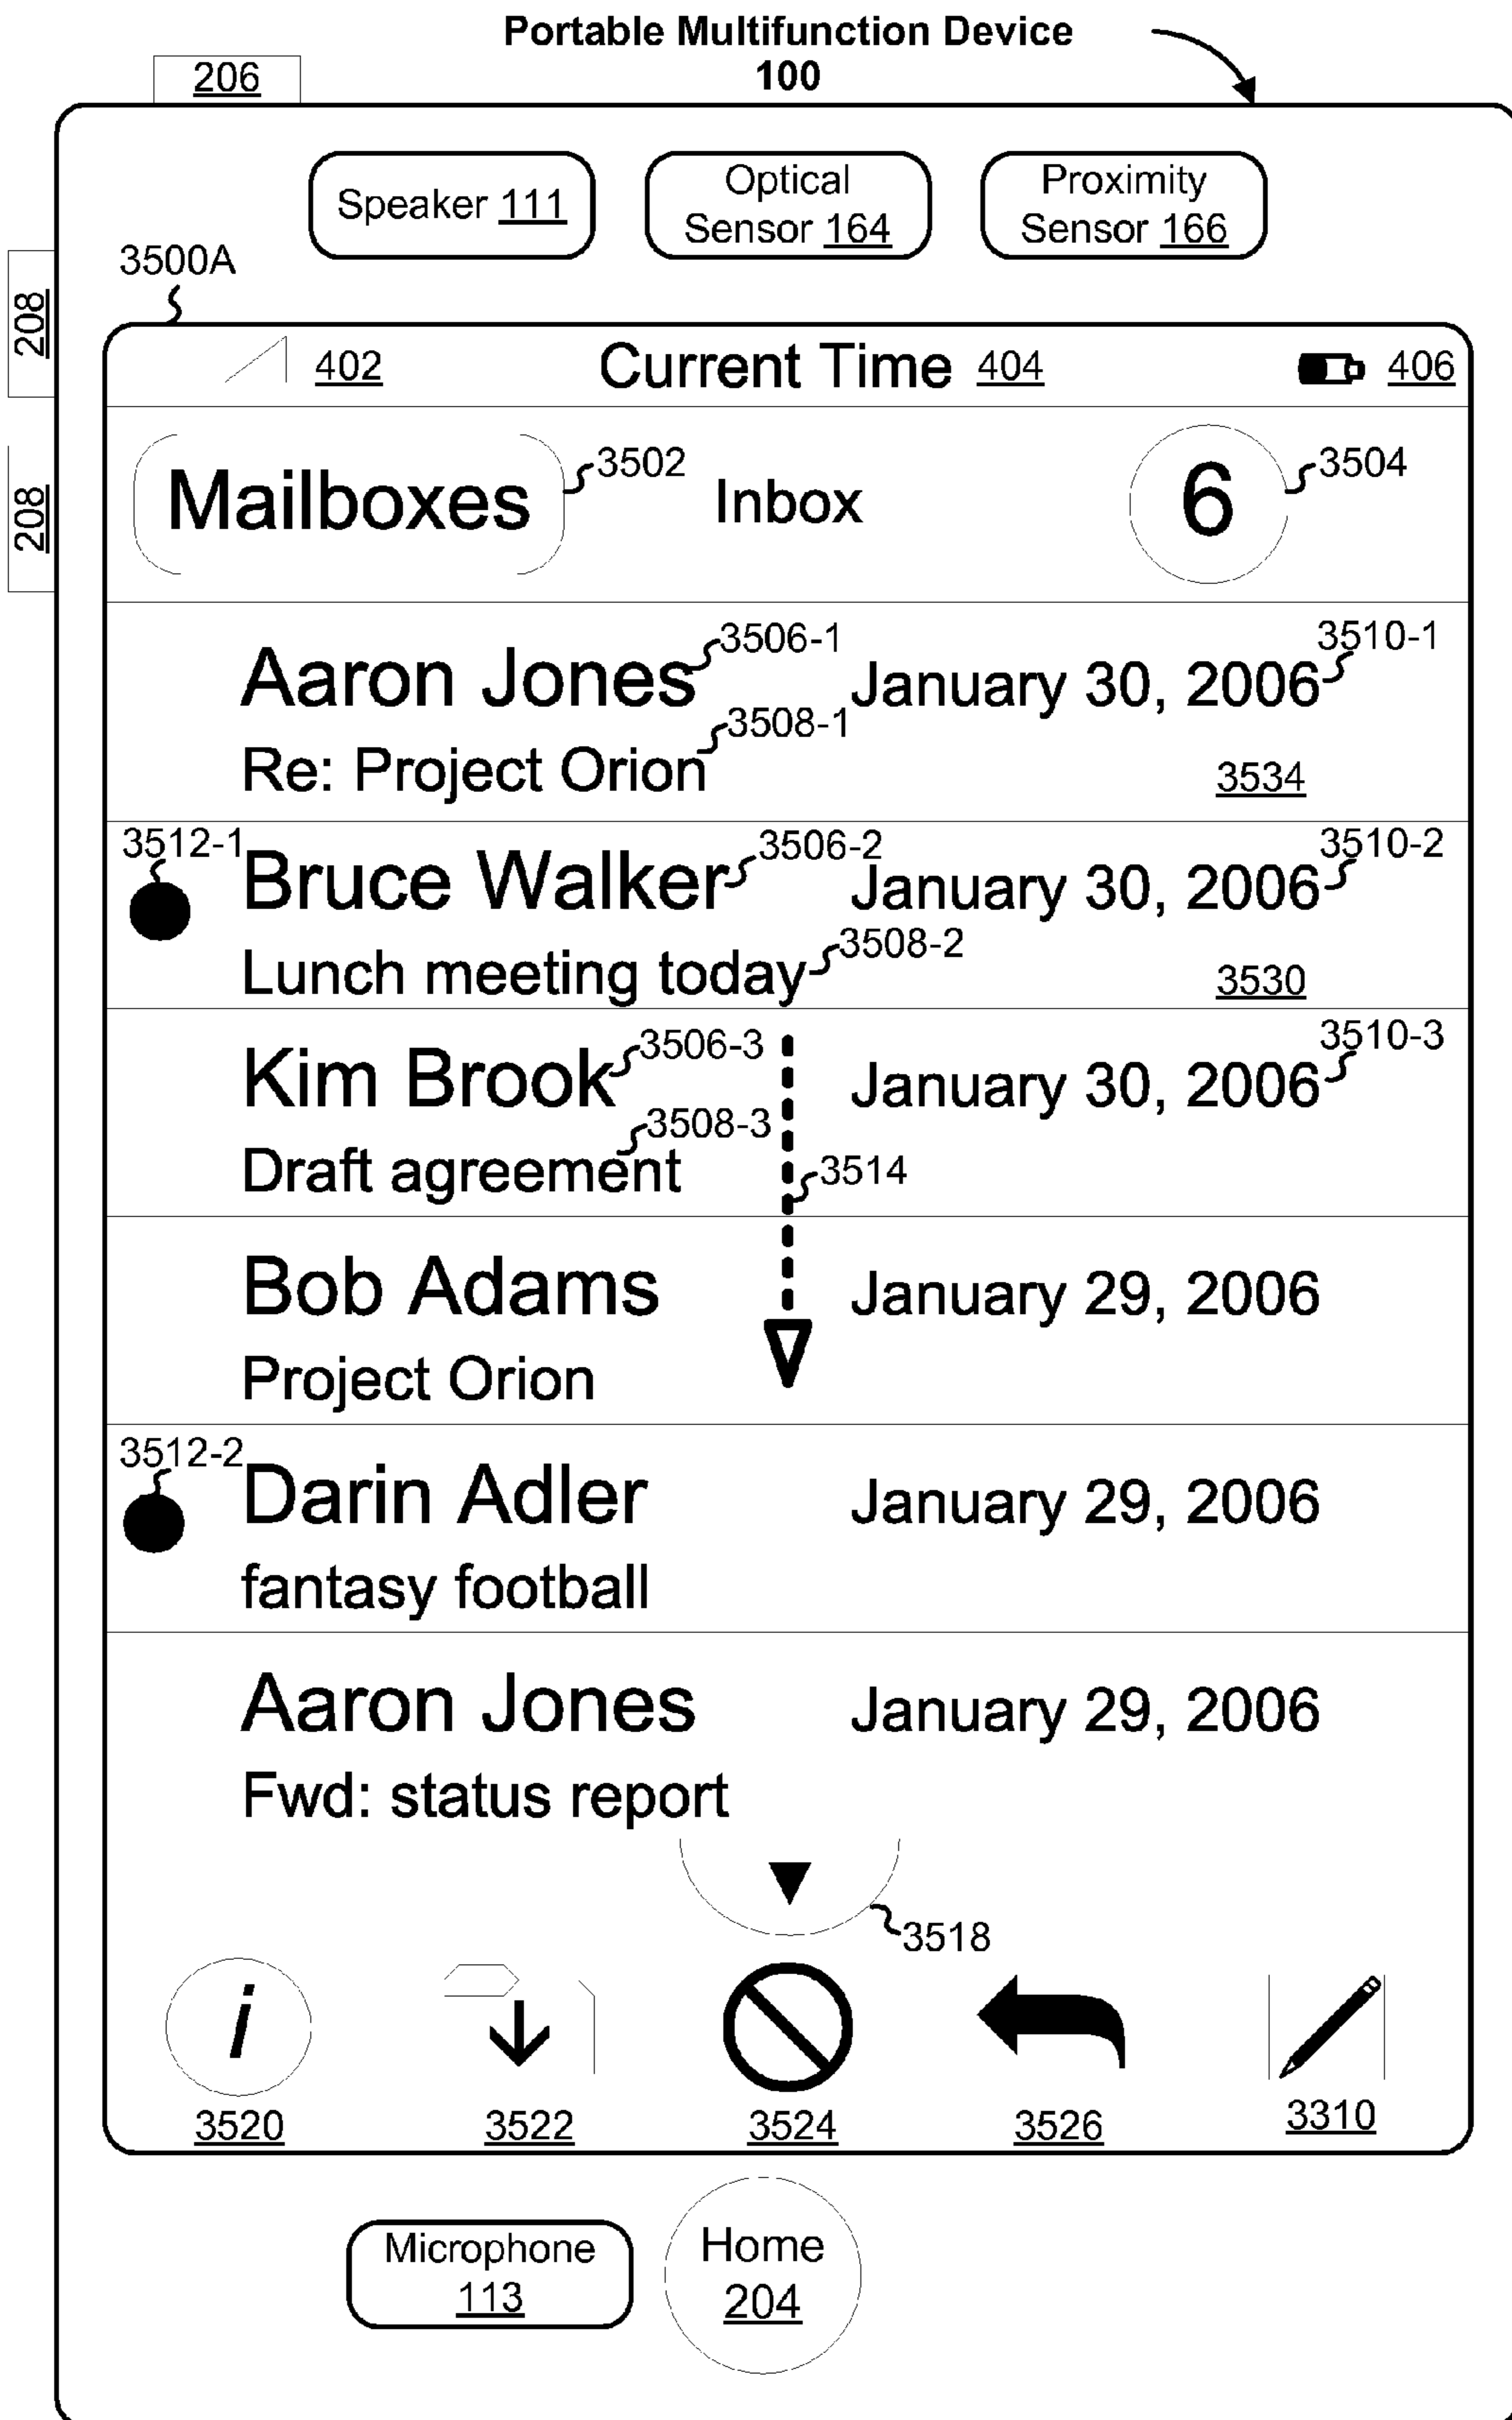 Portable Multifunction Device
100
206
Speaker 111
Optical
Sensor 164
Proximity
Sensor 166
3500A
208
402 Current Time 404 406
Mailboxes 3502 Inbox 6 3504
208
Aaron Jones 3506-1 January 30, 2006 3510-1
Re: Project Orion 3508-1 3534
3512-1 Bruce Walker 3506-2 January 30, 2006 3510-2
Lunch meeting today 3508-2 3530
Kim Brook 3506-3 January 30, 2006 3510-3
Draft agreement 3508-3 3514
Bob Adams January 29, 2006
Project Orion
3512-2 Darin Adler January 29, 2006
fantasy football
Aaron Jones January 29, 2006
Fwd: status report
3518
i
3520 3522 3524 3526 3310
Microphone
113
Home
204